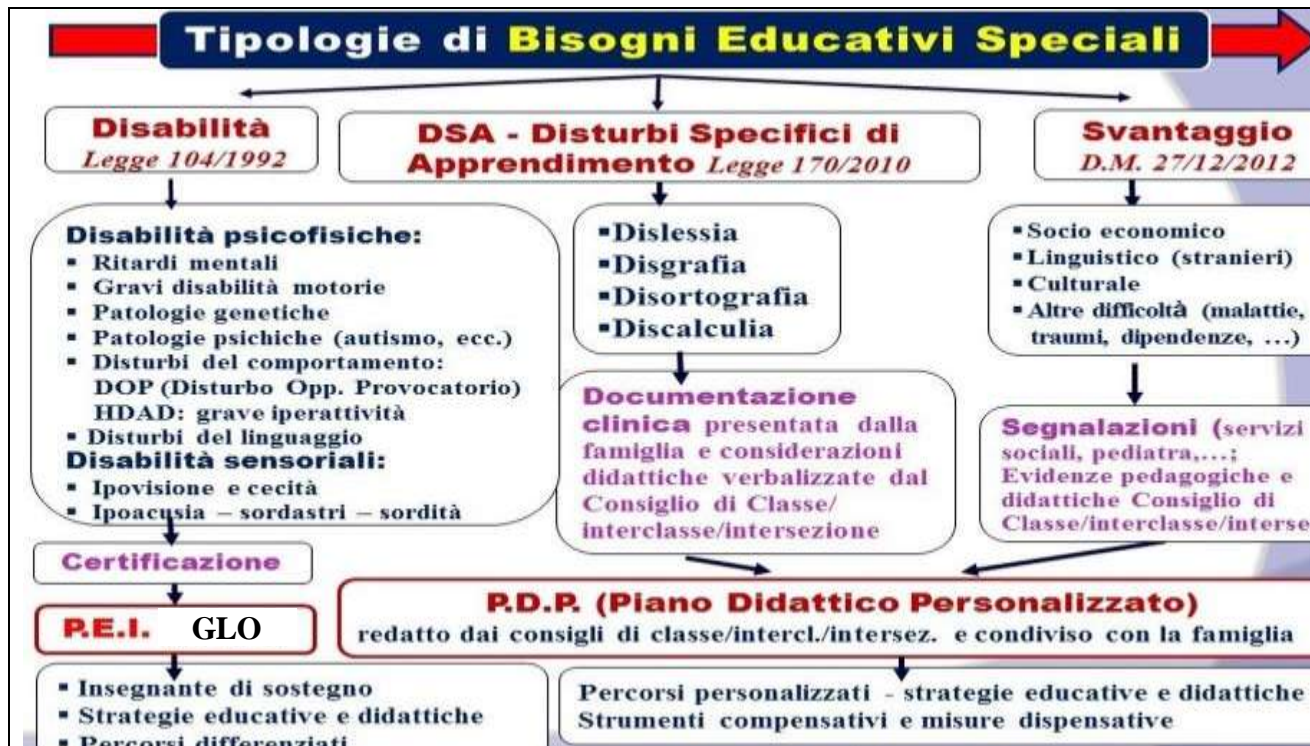 Tipologie di Bisogni Educativi Speciali
Disabilità
Legge 104/1992
Disabilità psicofisiche:
▪ Ritardi mentali
▪ Gravi disabilità motorie
▪ Patologie genetiche
▪ Patologie psichiche (autismo, ecc.)
▪ Disturbi del comportamento:
DOP (Disturbo Opp. Provocatorio)
HDAD: grave iperattività
▪ Disturbi del linguaggio
Disabilità sensoriali:
▪ Ipovisione e cecità
▪ Ipoacusia – sordastri – sordità
Certificazione
P.E.I. GLO
▪ Insegnante di sostegno
▪ Strategie educative e didattiche
▪ Percorsi differenziati
DSA - Disturbi Specifici di
Apprendimento Legge 170/2010
▪Dislessia
▪Disgrafia
▪Disortografia
▪Discalculia
Documentazione
clinica presentata dalla
famiglia e considerazioni
didattiche verbalizzate dal
Consiglio di Classe/
interclasse/intersezione
Svantaggio
D.M. 27/12/2012
▪Socio economico
▪Linguistico (stranieri)
▪Culturale
▪Altre difficoltà (malattie,
traumi, dipendenze, ...)
Segnalazioni (servizi
sociali, pediatra,...;
Evidenze pedagogiche e
didattiche Consiglio di
Classe/interclasse/interse
P.D.P. (Piano Didattico Personalizzato)
redatto dai consigli di classe/intercl./intersez. e condiviso con la famiglia
Percorsi personalizzati - strategie educative e didattiche
Strumenti compensativi e misure dispensative